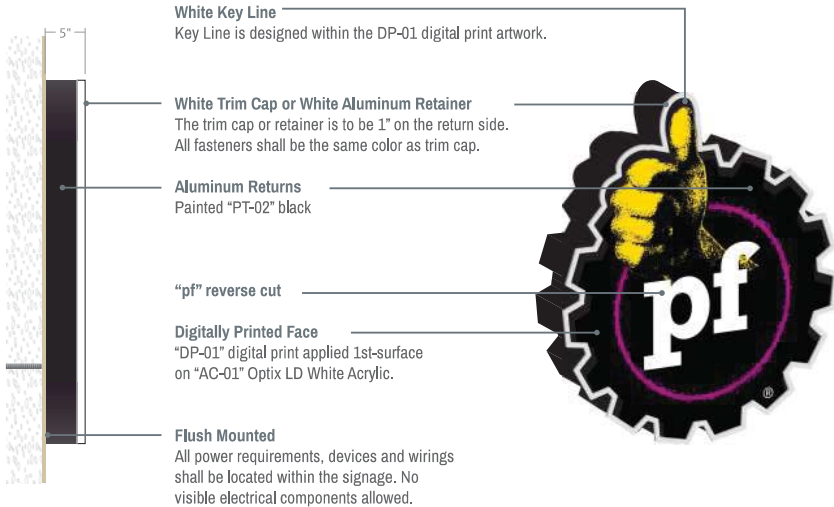 White Key Line
Key Line is designed within the DP-01 digital print artwork.
5"
White Trim Cap or White Aluminum Retainer
The trim cap or retainer is to be 1” on the return side.
All fasteners shall be the same color as trim cap.
Aluminum Returns
Painted “PT-02” black
“pf” reverse cut
pf
Digitally Printed Face
“DP-01” digital print applied 1st-surface
on “AC-01” Optix LD White Acrylic.
®
Flush Mounted
All power requirements, devices and wirings
shall be located within the signage. No
visible electrical components allowed.